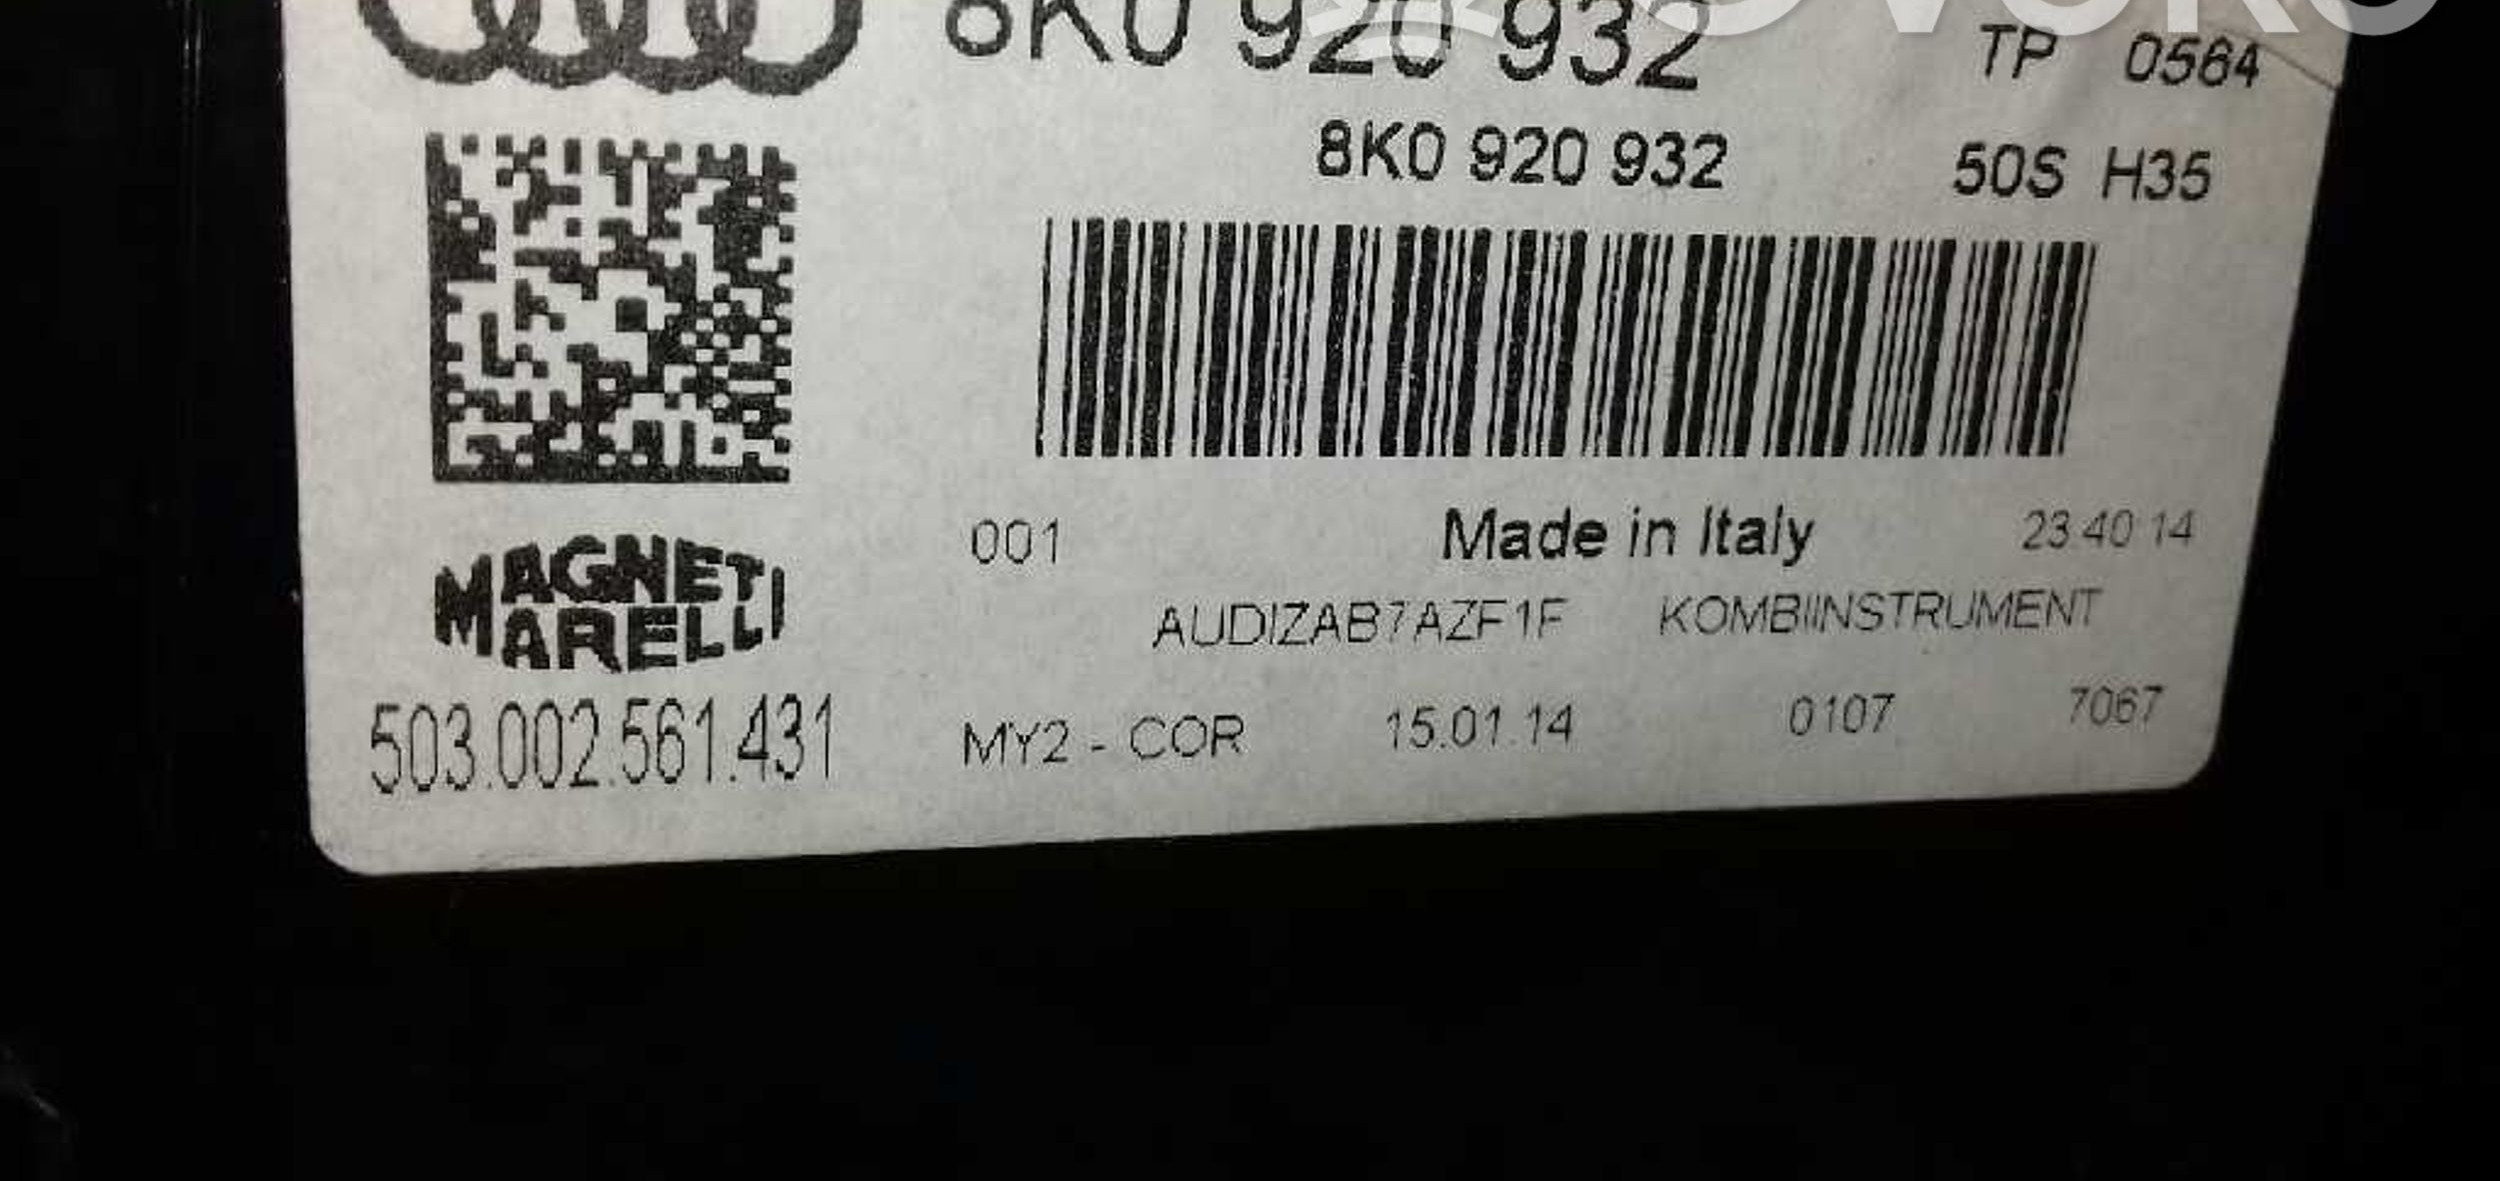 8K0 920 932
TP 0564
8K0 920 932
50S H35
001
Made in Italy
23 40 14
MAGNETI
MARELLI
AUDIZAB7AZF1F KOMBIINSTRUMENT
503.002.561.431
MY2 - COR 15.01.14 0107 7067